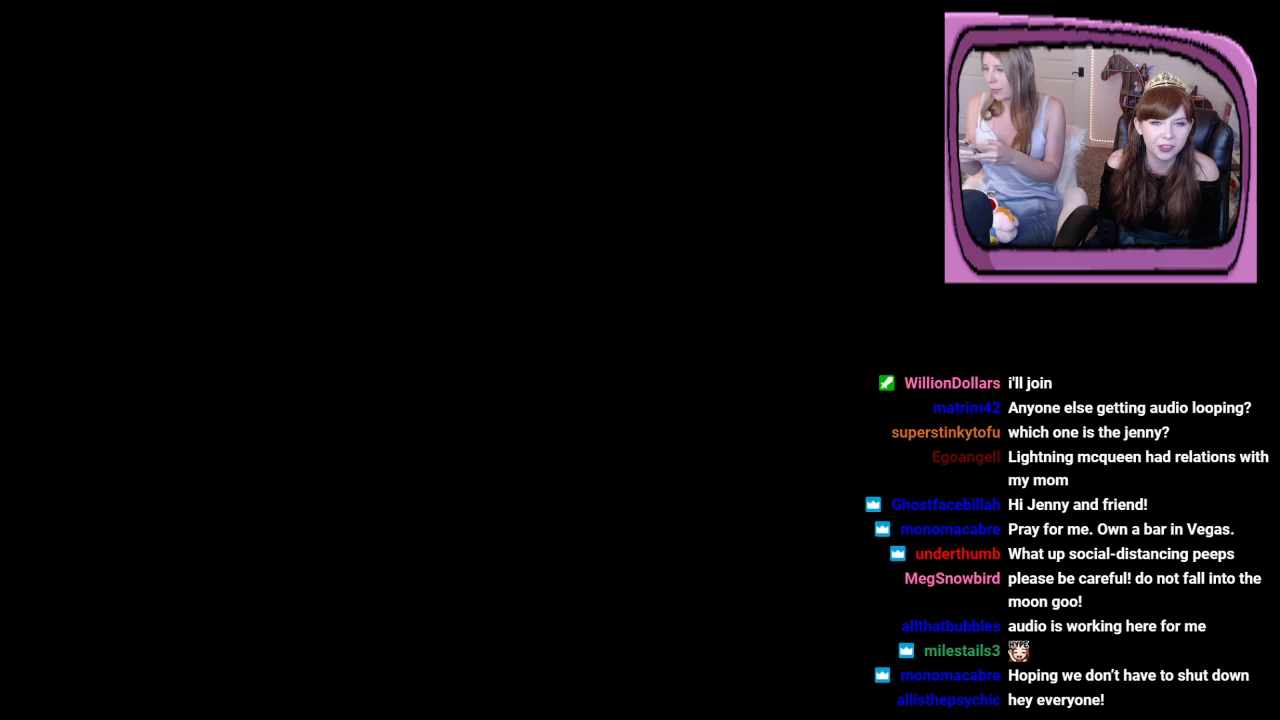 WillionDollars i'll join
matrim42 Anyone else getting audio looping?
superstinkytofu which one is the jenny?
Egoangell Lightning mcqueen had relations with
my mom
Ghostfacebillah Hi Jenny and friend!
monomacabre Pray for me. Own a bar in Vegas.
underthumb What up social-distancing peeps
MegSnowbird please be careful! do not fall into the
moon goo!
allthatbubbles audio is working here for me
milestails3 HYPE
monomacabre Hoping we don't have to shut down
allisthepsychic hey everyone!